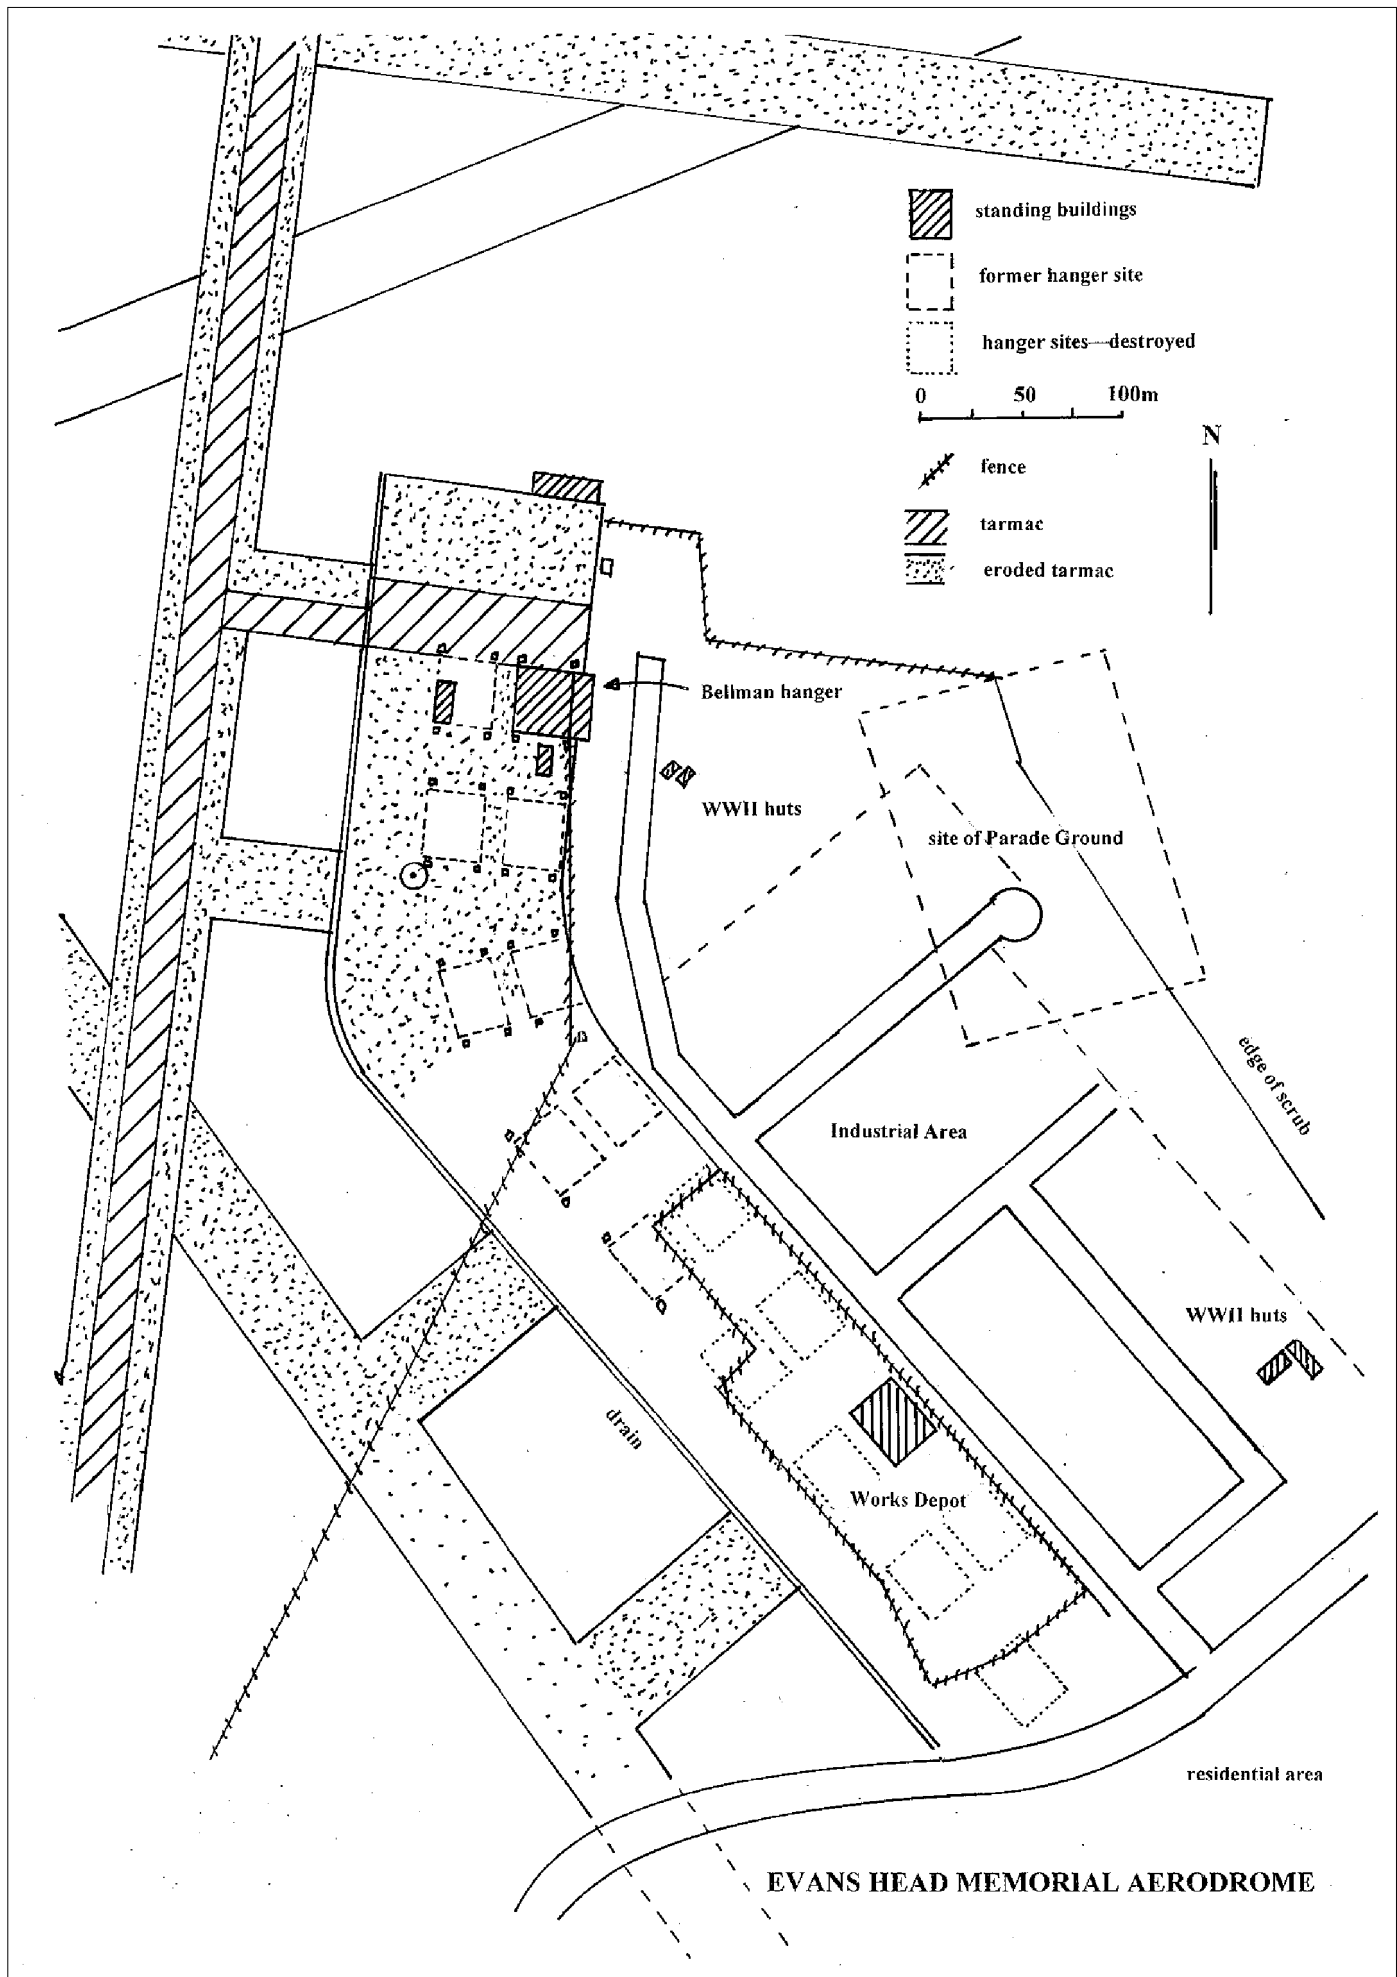 standing buildings
former hanger site
hanger sites—destroyed
0 50 100m
N
fence
tarmac
eroded tarmac
Bellman hanger
WWII huts
site of Parade Ground
edge of scrub
Industrial Area
WWII huts
drain
Works Depot
residential area
EVANS HEAD MEMORIAL AERODROME